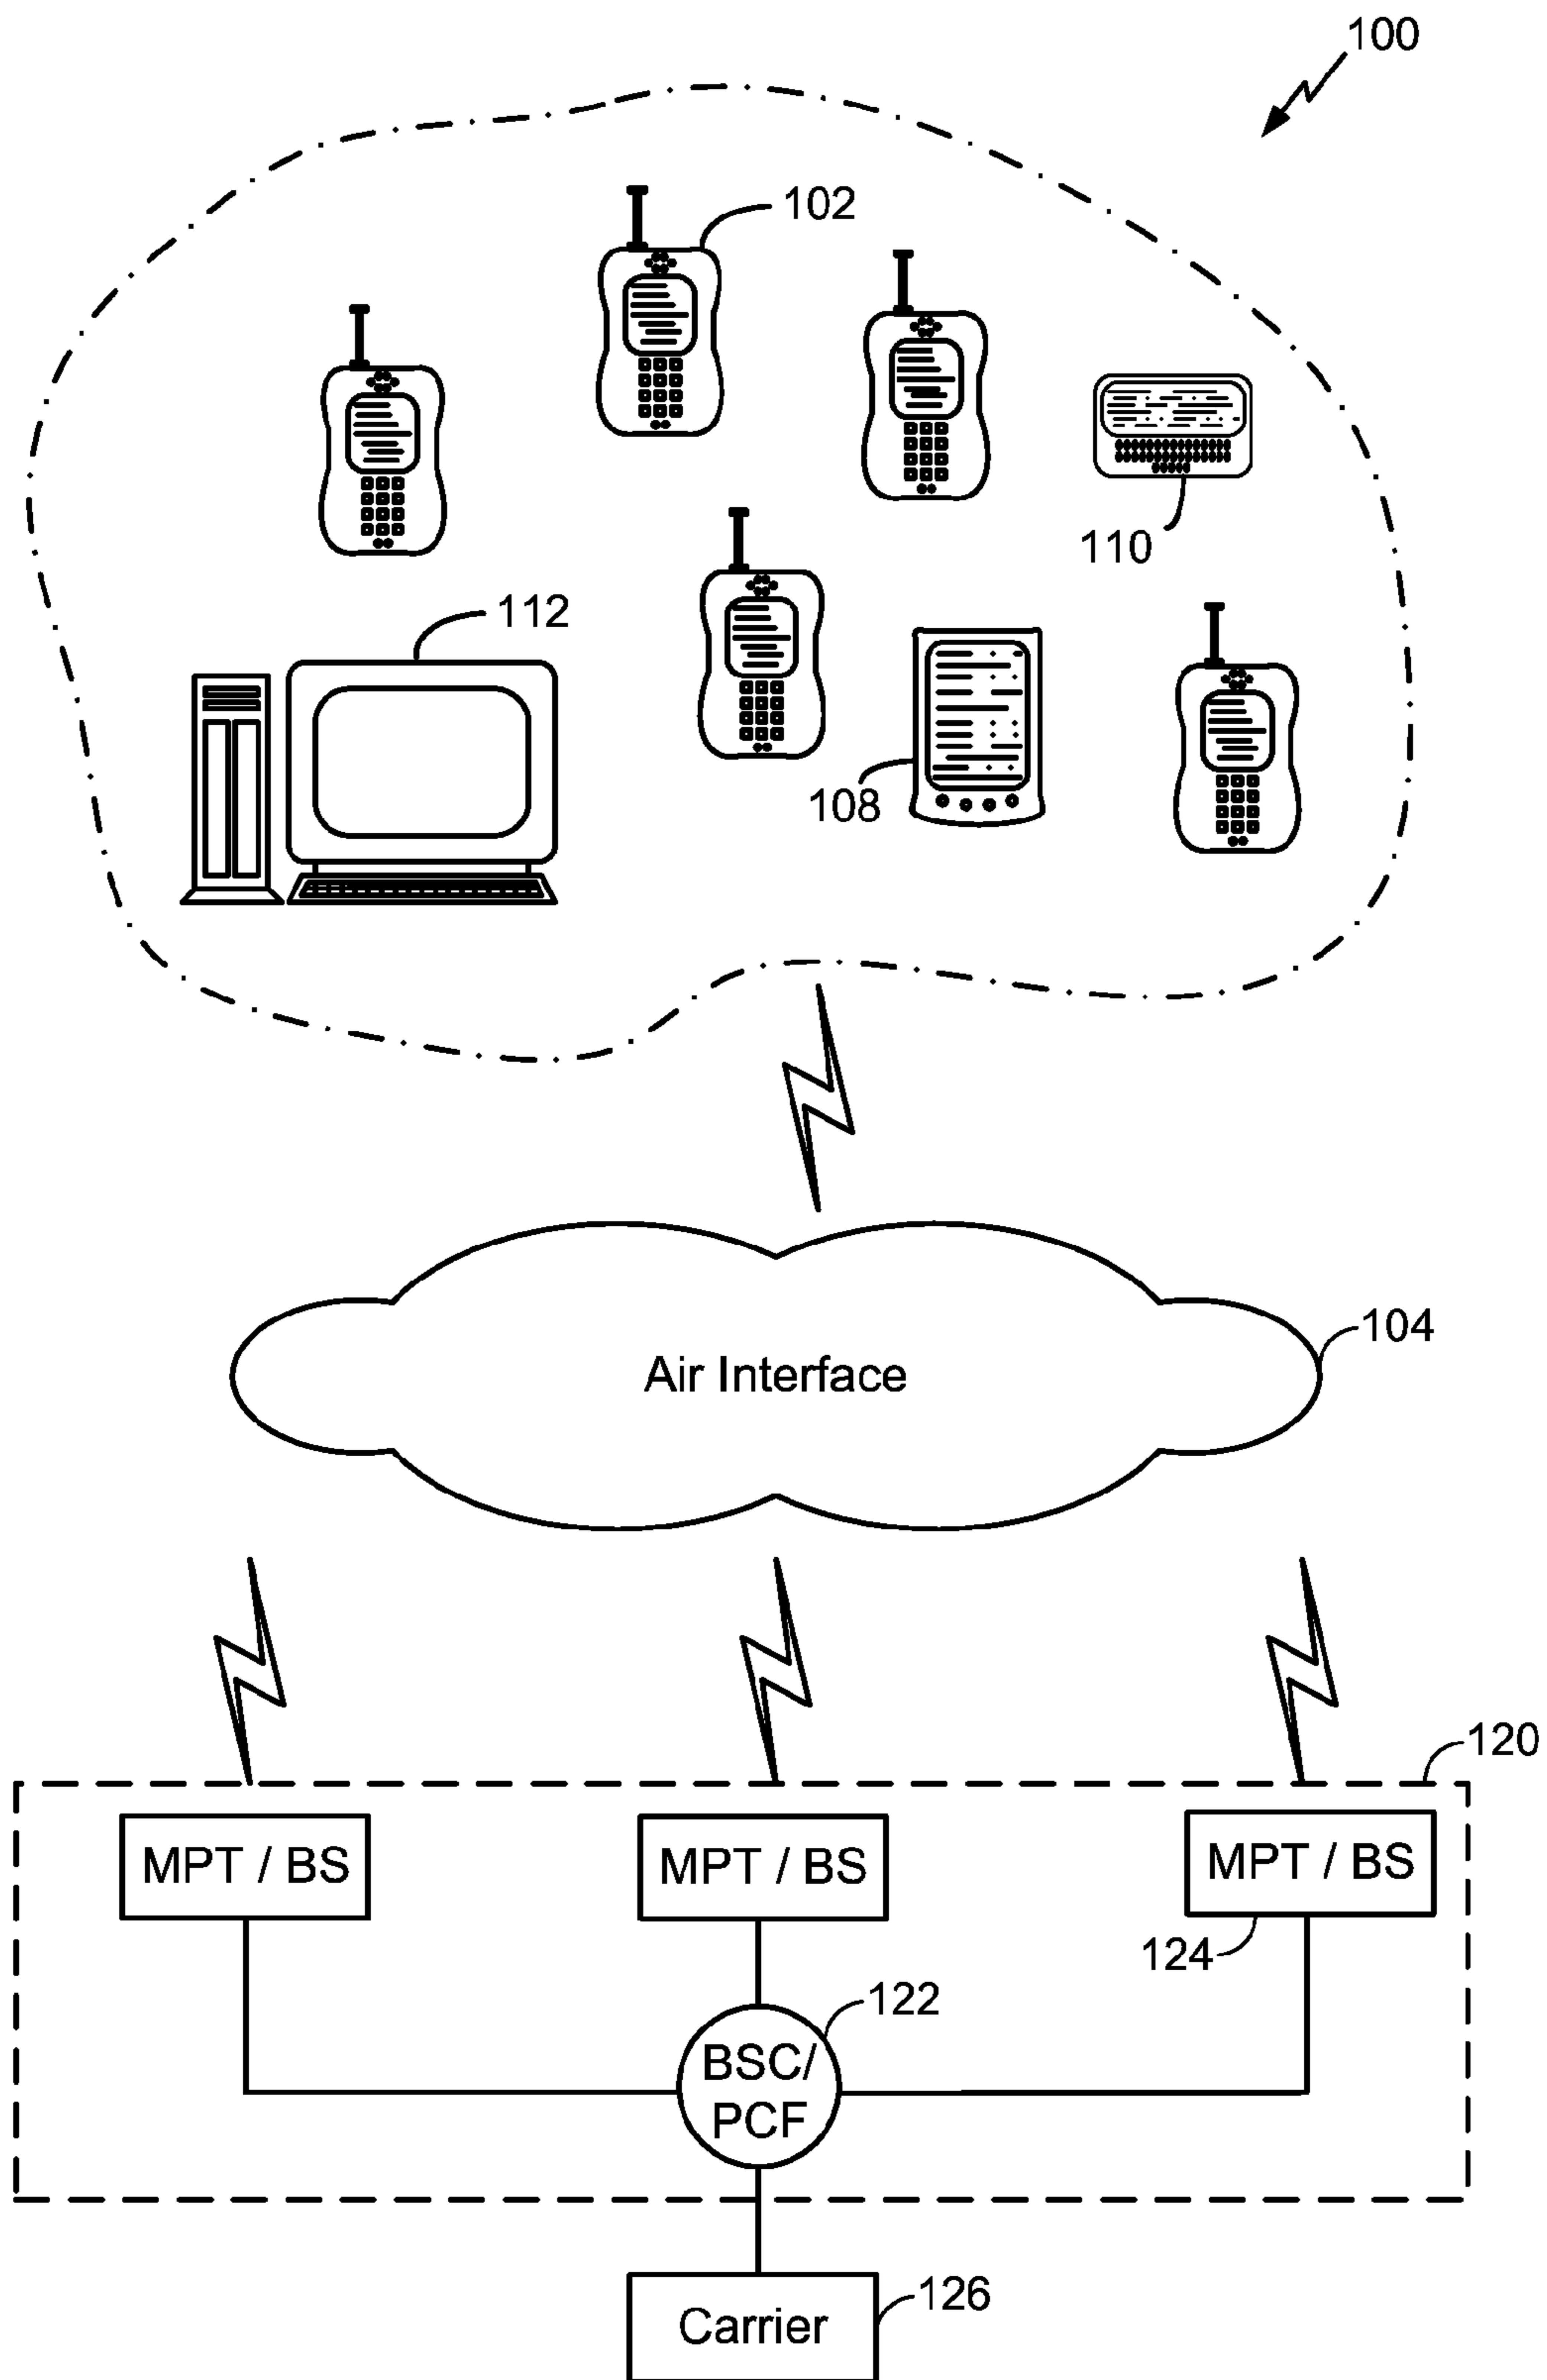 100
102
110
112
108
104
Air Interface
120
MPT / BS
MPT / BS
MPT / BS
124
122
BSC/
PCF
126
Carrier